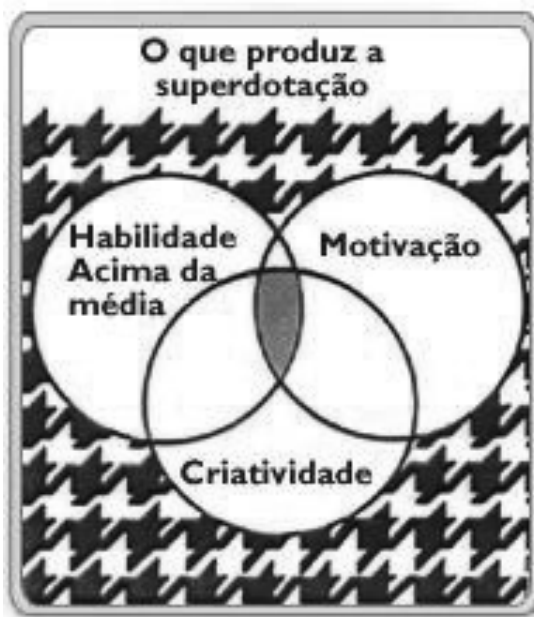 O que produz a
superdotação
Habilidade
Acima da
média
Motivação
Criatividade